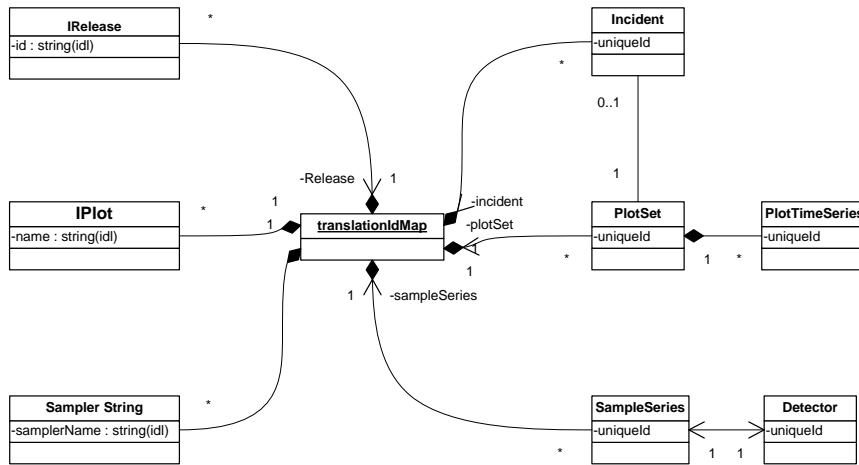 IRelease
-id : string(idl)
*
Incident
-uniqueId
*
0..1
1
-Release
1
IPlot
-name : string(idl)
*
1
1
translationIdMap
-incident
-plotSet
1
1
*
PlotSet
-uniqueId
1
*
PlotTimeSeries
-uniqueId
1
-sampleSeries
Sampler String
-samplerName : string(idl)
*
SampleSeries
-uniqueId
*
1
1
Detector
-uniqueId